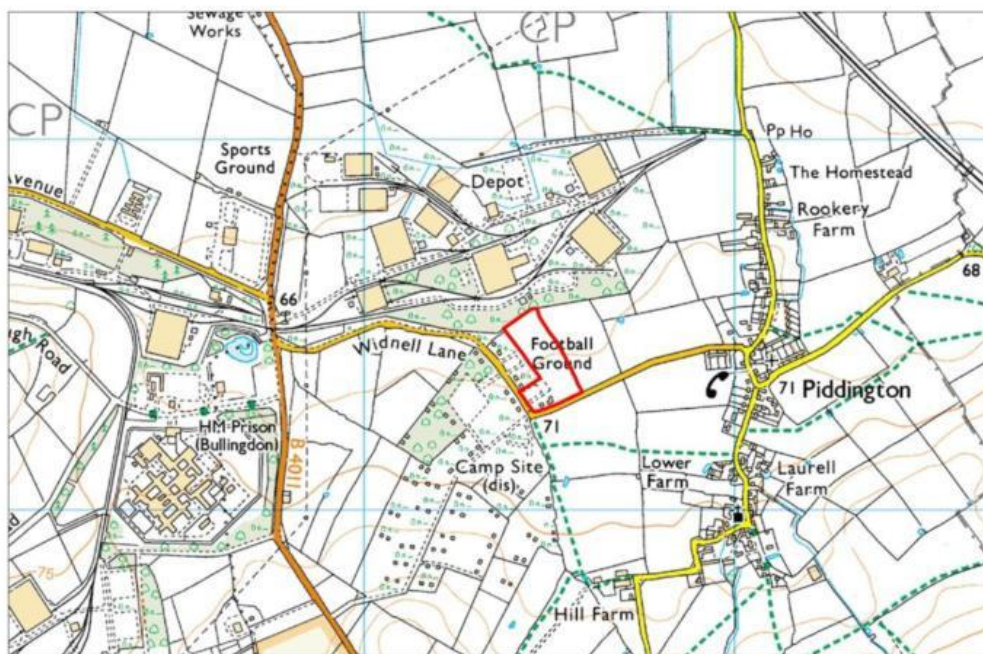 Sewage
Works
CP
CP
Pp Ho
Sports
Ground
The Homestead
Depot
Avenue
Rookery
Farm
68
66
Widnell Lane
Football
Ground
Road
71
71 Piddington
HM Prison
(Bullingdon)
B 4011
Camp Site
(dis)
Lower
Farm
Laurell
Farm
75
Hill Farm